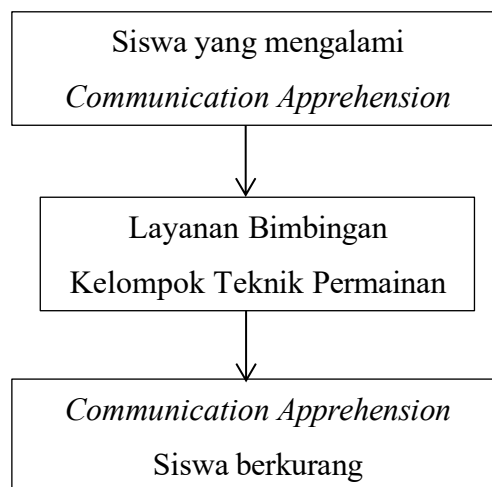 Siswa yang mengalami
Communication Apprehension
Layanan Bimbingan
Kelompok Teknik Permainan
Communication Apprehension
Siswa berkurang